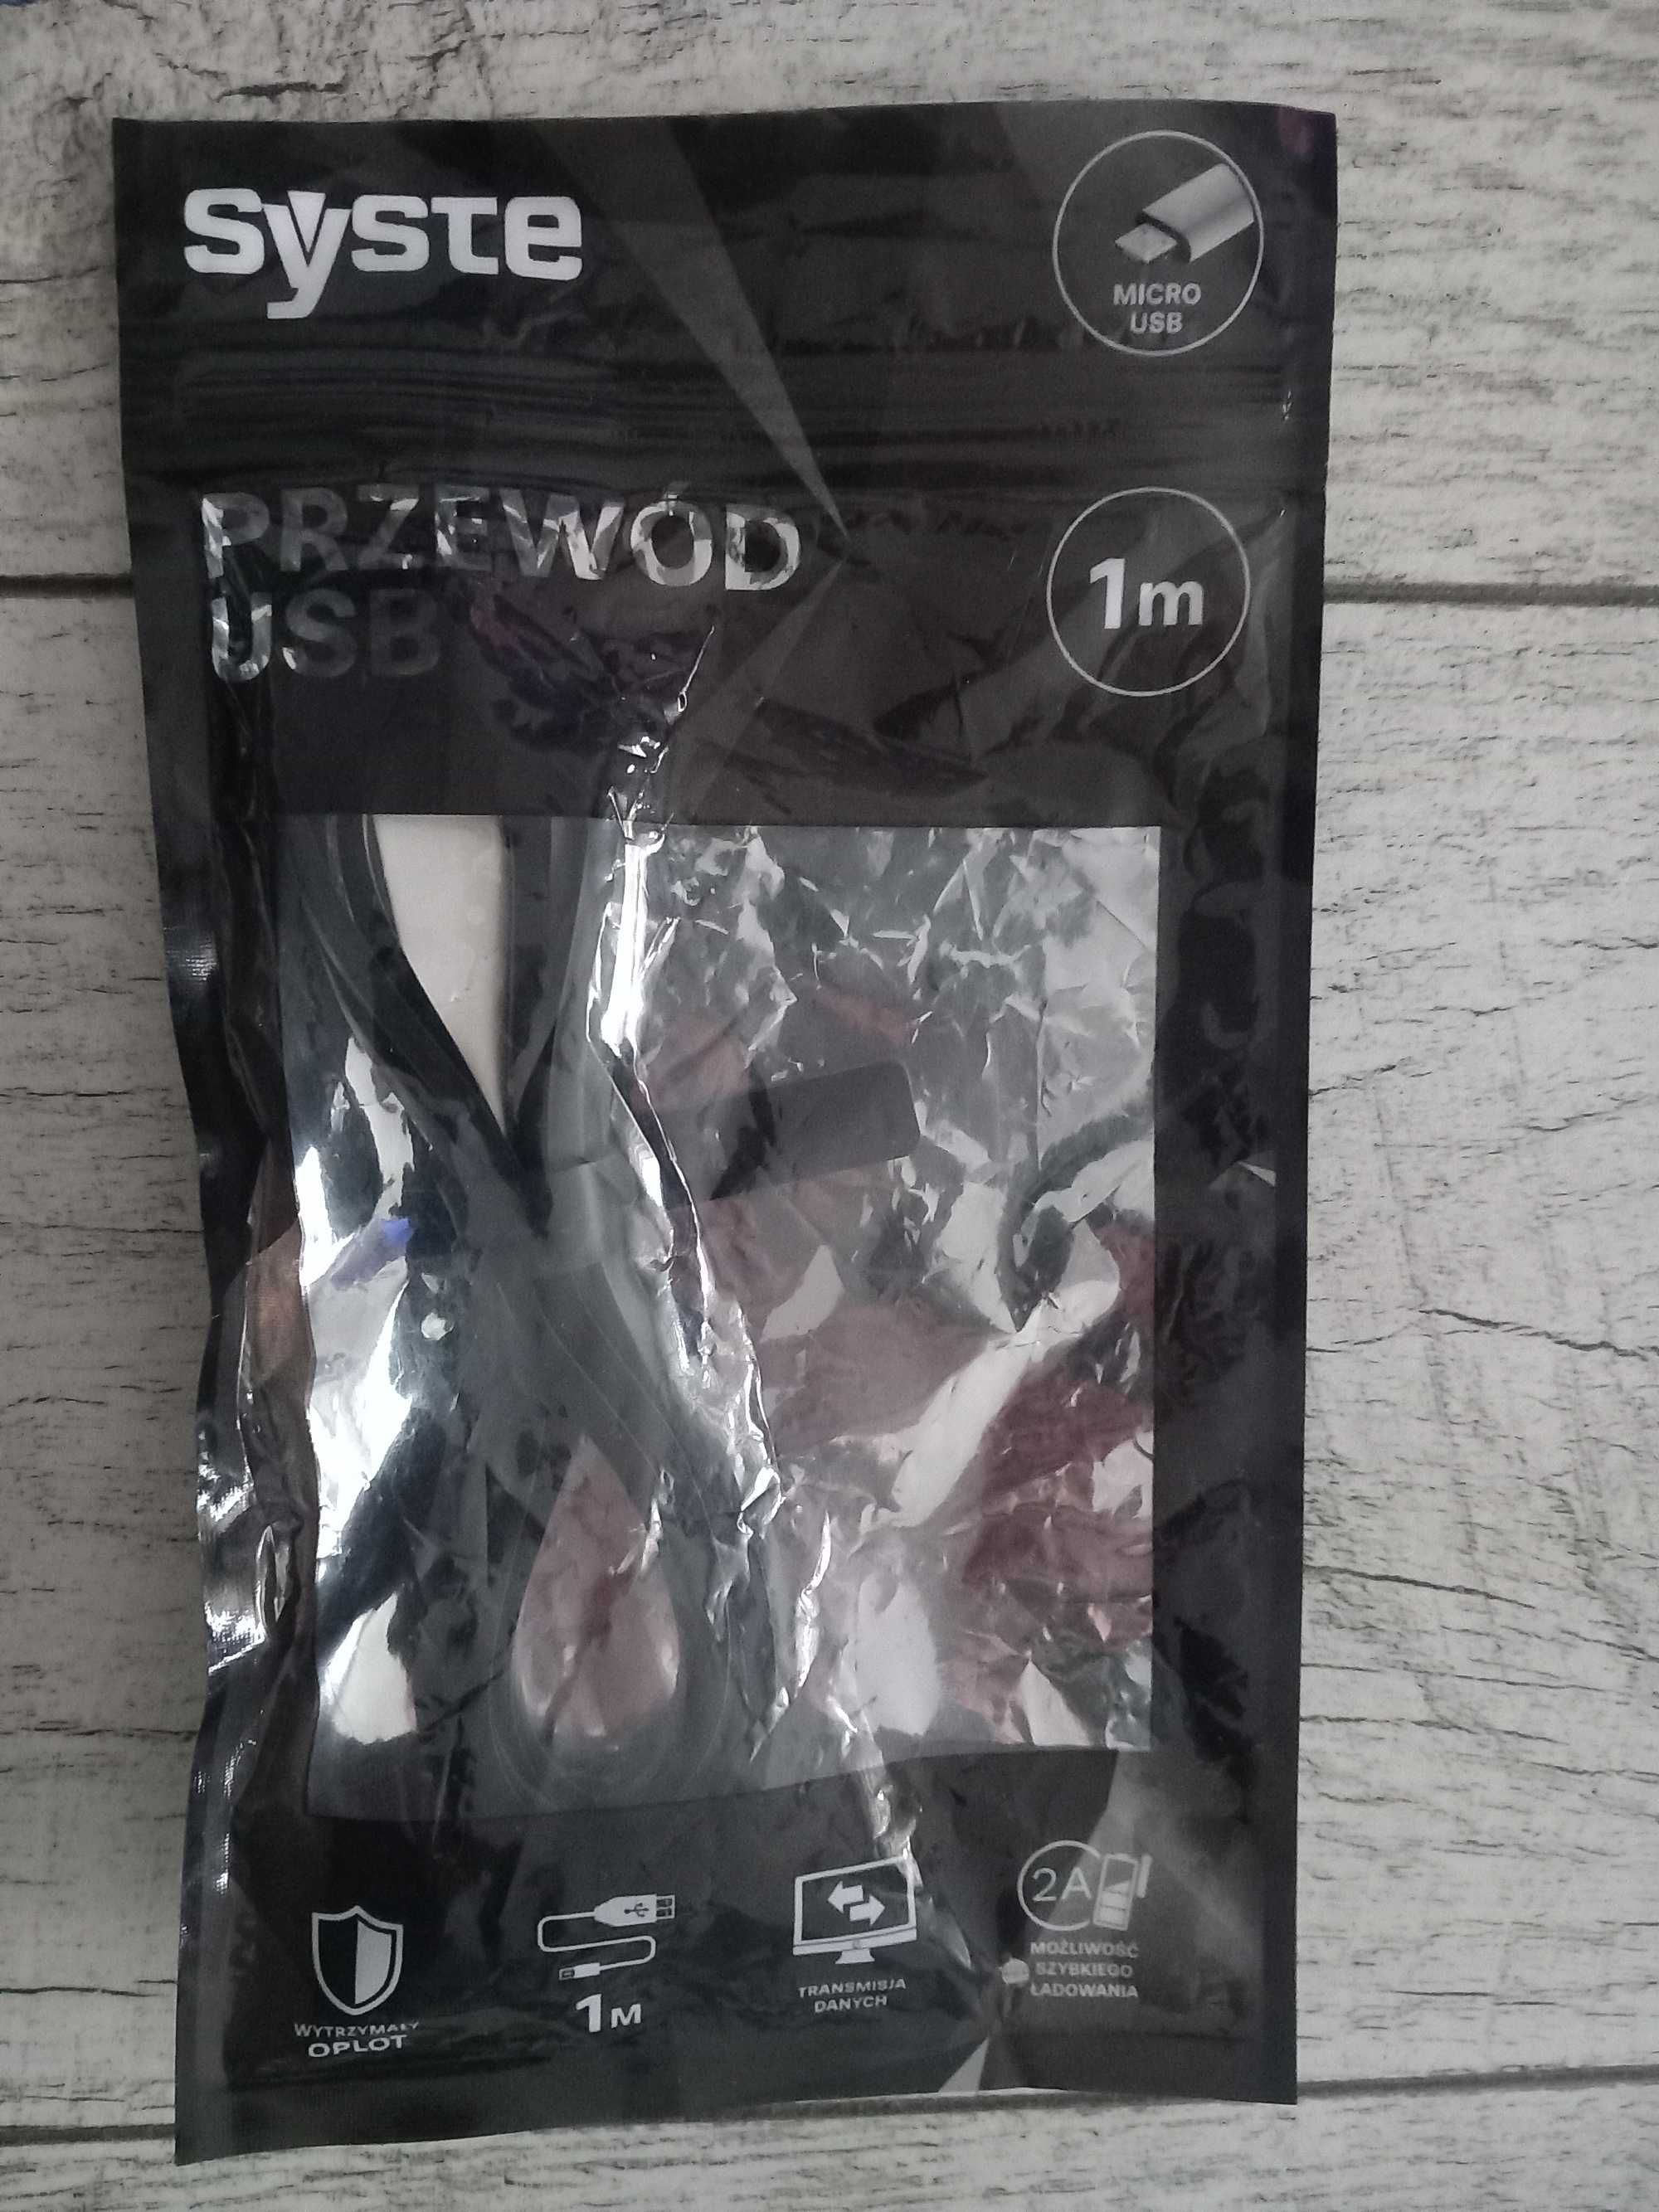 syste
MICRO
USB
PRZEWÓD
USB
1m
WYTRZYMAŁY
OPLOT
1M
TRANSMISJA
DANYCH
2A
MOŻLIWOŚĆ
SZYBKIEGO
ŁADOWANIA